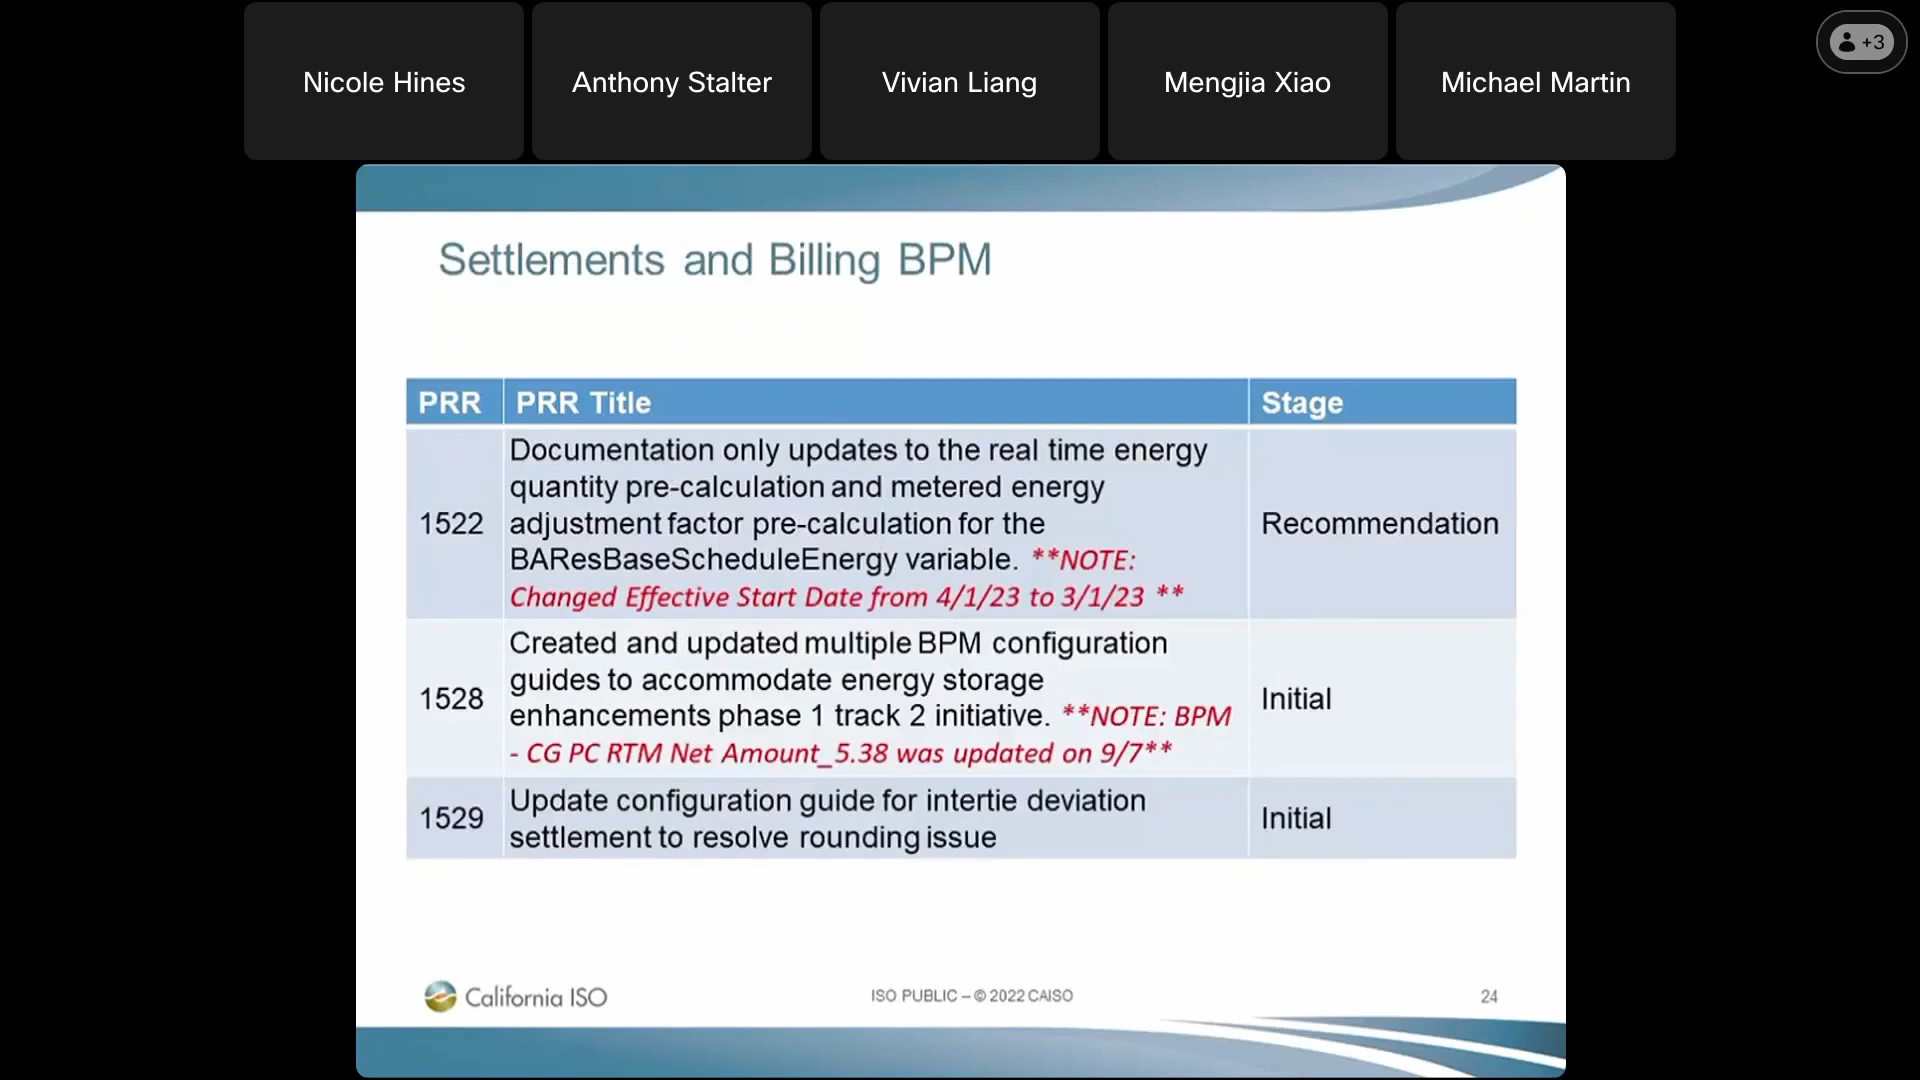 Nicole Hines
Anthony Stalter
Vivian Liang
Mengjia Xiao
Michael Martin
+3
Settlements and Billing BPM
PRR
PRR Title
Stage
1522
Documentation only updates to the real time energy
quantity pre-calculation and metered energy
adjustment factor pre-calculation for the
BAResBaseScheduleEnergy variable. **NOTE:
Changed Effective Start Date from 4/1/23 to 3/1/23 **
Recommendation
1528
Created and updated multiple BPM configuration
guides to accommodate energy storage
enhancements phase 1 track 2 initiative. **NOTE: BPM
- CG PC RTM Net Amount_5.38 was updated on 9/7**
Initial
1529
Update configuration guide for intertie deviation
settlement to resolve rounding issue
Initial
California ISO
ISO PUBLIC – © 2022 CAISO
24